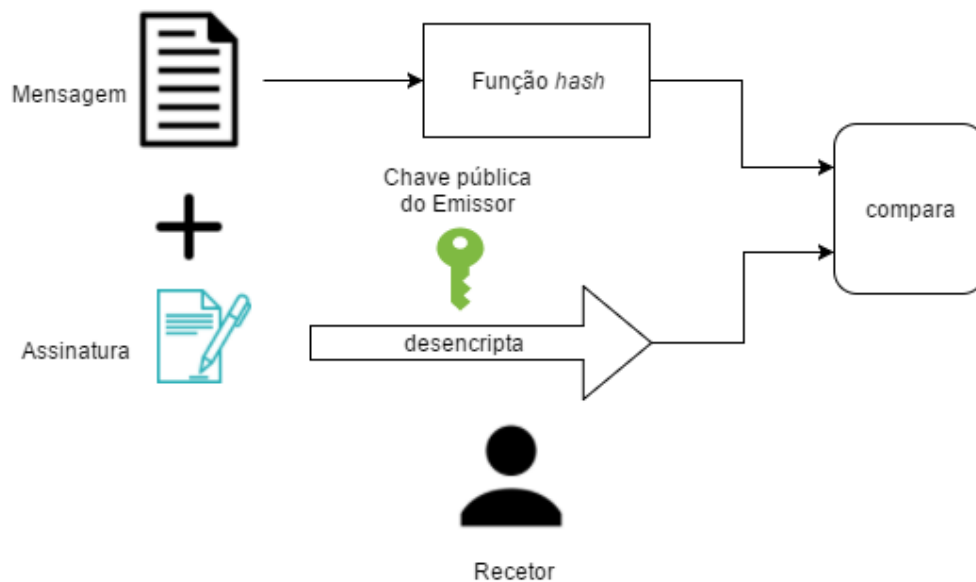 Mensagem
Função hash
Chave pública
do Emissor
compara
Assinatura
desencripta
Recetor